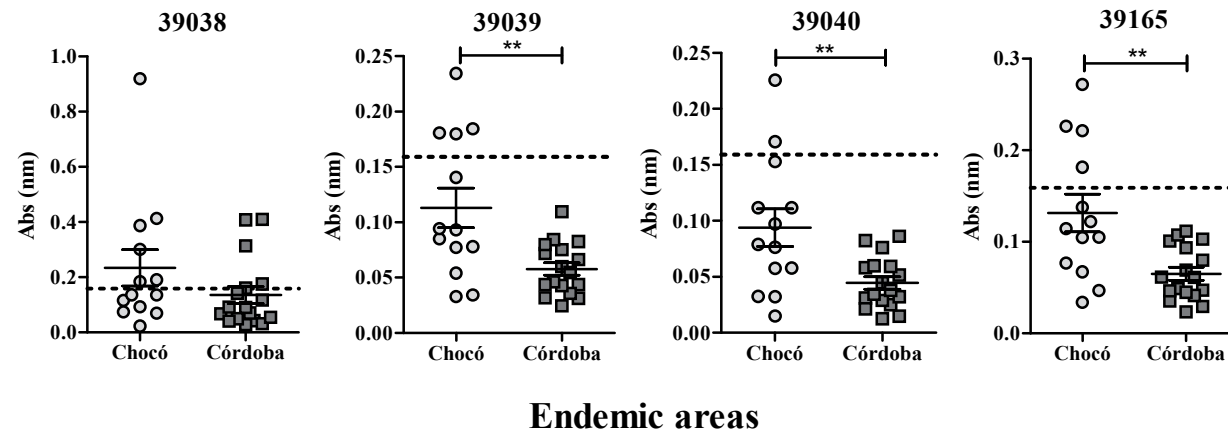 39038
39039
39040
39165
**
**
**
Abs (nm)
1.0
0.8
0.6
0.4
0.2
0.0
Chocó
Córdoba
Abs (nm)
0.25
0.20
0.15
0.10
0.05
0.00
Chocó
Córdoba
Abs (nm)
0.25
0.20
0.15
0.10
0.05
0.00
Chocó
Córdoba
Abs (nm)
0.3
0.2
0.1
0.0
Chocó
Córdoba
Endemic areas